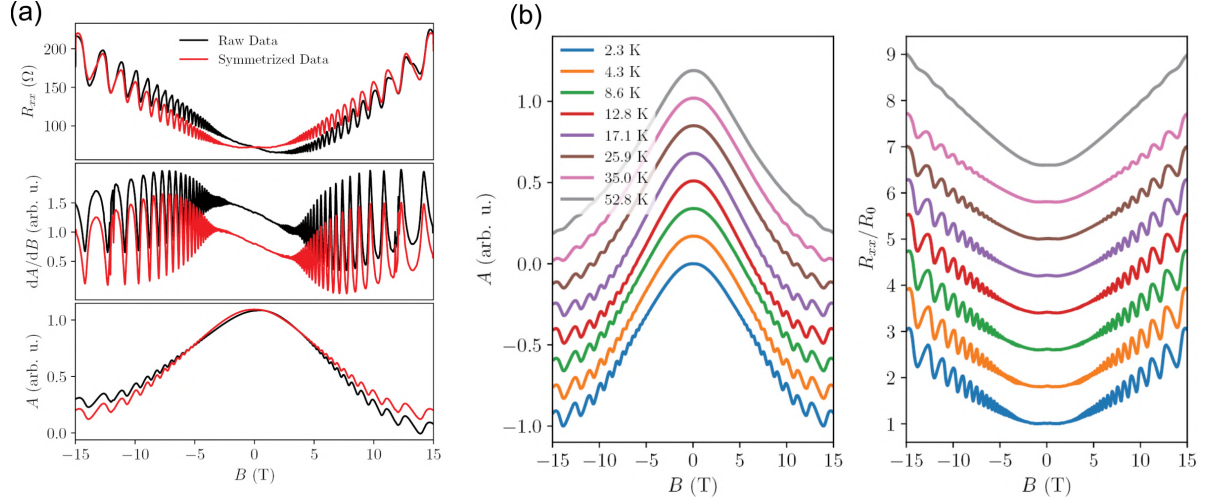 (a)
Raw Data
Symmetrized Data
R_xx (Ω)
200
150
100
dA/dB (arb. u.)
1.5
1.0
0.5
A (arb. u.)
1.0
0.5
0.0
−15 −10 −5 0 5 10 15
B (T)
(b)
2.3 K
4.3 K
8.6 K
12.8 K
17.1 K
25.9 K
35.0 K
52.8 K
A (arb. u.)
1.0
0.5
0.0
−0.5
−1.0
−15 −10 −5 0 5 10 15
B (T)
R_xx/R_0
9
8
7
6
5
4
3
2
1
−15 −10 −5 0 5 10 15
B (T)